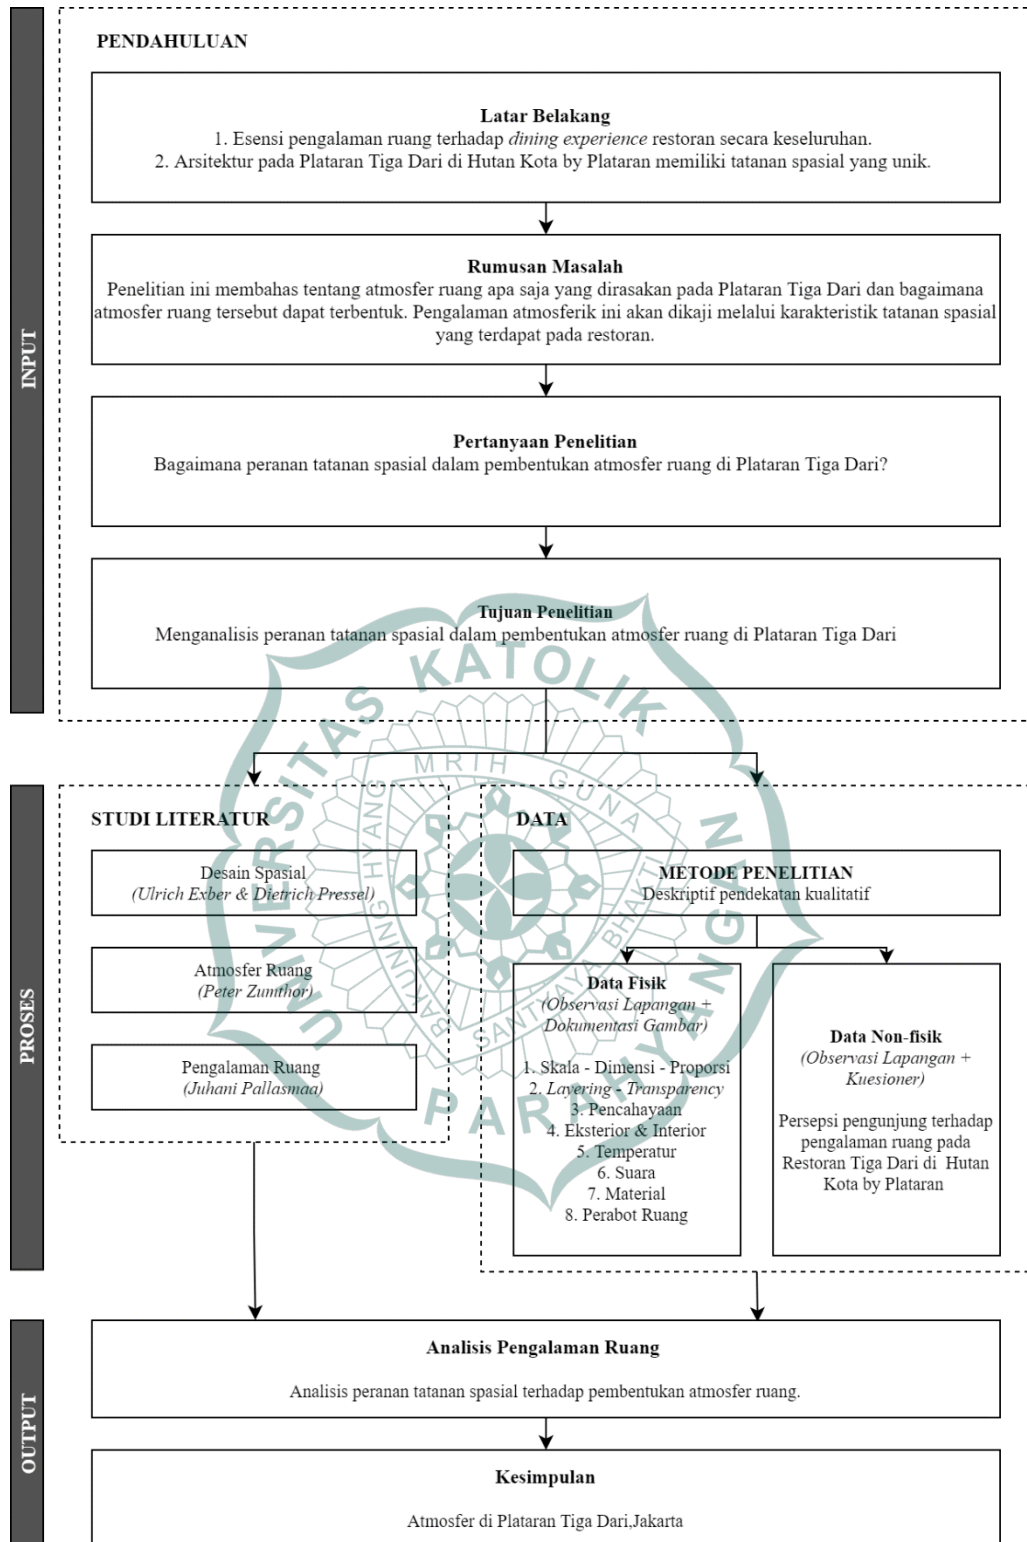 INPUT
PENDAHULUAN
Latar Belakang
1. Esensi pengalaman ruang terhadap dining experience restoran secara keseluruhan.
2. Arsitektur pada Plataran Tiga Dari di Hutan Kota by Plataran memiliki tatanan spasial yang unik.
Rumusan Masalah
Penelitian ini membahas tentang atmosfer ruang apa saja yang dirasakan pada Plataran Tiga Dari dan bagaimana
atmosfer ruang tersebut dapat terbentuk. Pengalaman atmosferik ini akan dikaji melalui karakteristik tatanan spasial
yang terdapat pada restoran.
Pertanyaan Penelitian
Bagaimana peranan tatanan spasial dalam pembentukan atmosfer ruang di Plataran Tiga Dari?
Tujuan Penelitian
Menganalisis peranan tatanan spasial dalam pembentukan atmosfer ruang di Plataran Tiga Dari
PROSES
STUDI LITERATUR
Desain Spasial
(Ulrich Exber & Dietrich Pressel)
Atmosfer Ruang
(Peter Zumthor)
Pengalaman Ruang
(Juhani Pallasmaa)
DATA
METODE PENELITIAN
Deskriptif pendekatan kualitatif
Data Fisik
(Observasi Lapangan +
Dokumentasi Gambar)
1. Skala - Dimensi - Proporsi
2. Layering - Transparency
3. Pencahayaan
4. Eksterior & Interior
5. Temperatur
6. Suara
7. Material
8. Perabot Ruang
Data Non-fisik
(Observasi Lapangan +
Kuesioner)
Persepsi pengunjung terhadap
pengalaman ruang pada
Restoran Tiga Dari di Hutan
Kota by Plataran
OUTPUT
Analisis Pengalaman Ruang
Analisis peranan tatanan spasial terhadap pembentukan atmosfer ruang.
Kesimpulan
Atmosfer di Plataran Tiga Dari,Jakarta
UNIVERSITAS KATOLIK
PARAHYANGAN
BAKUNING HYANG MRIH GUNA
SANTYAYA BHAKTI